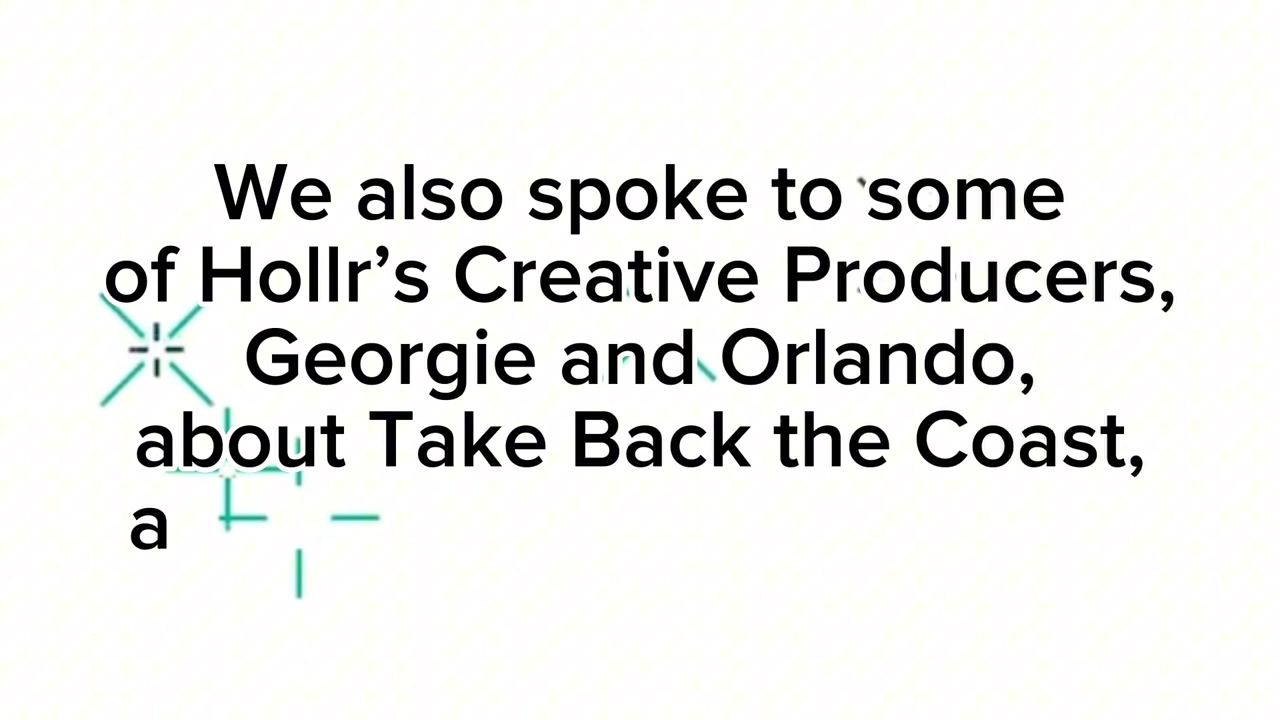 We also spoke to some
of Hollr’s Creative Producers,
Georgie and Orlando,
about Take Back the Coast,
a